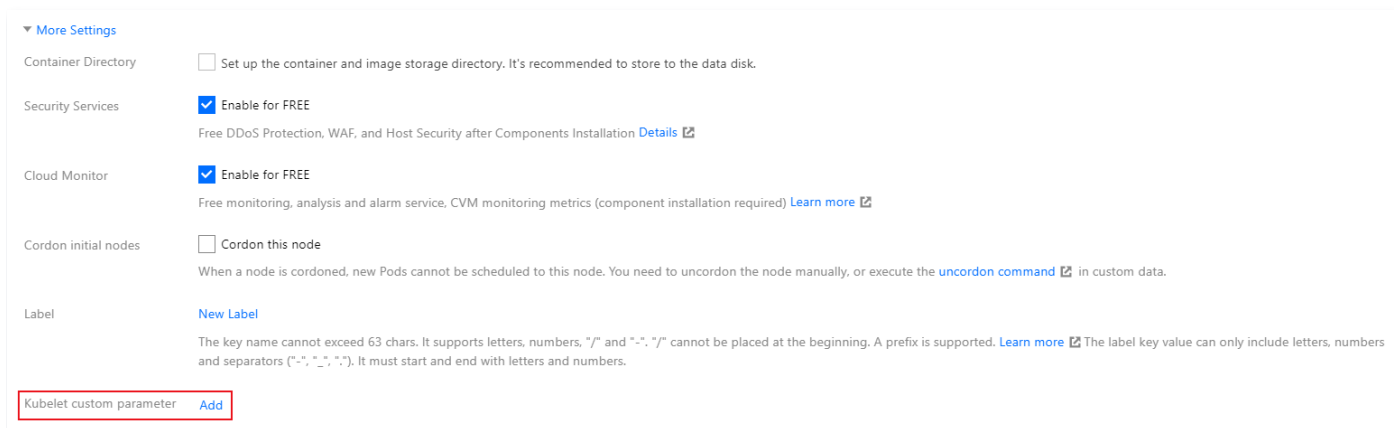 More Settings
Container Directory
Set up the container and image storage directory. It's recommended to store to the data disk.
Security Services
Enable for FREE
Free DDoS Protection, WAF, and Host Security after Components Installation Details
Cloud Monitor
Enable for FREE
Free monitoring, analysis and alarm service, CVM monitoring metrics (component installation required) Learn more
Cordon initial nodes
Cordon this node
When a node is cordoned, new Pods cannot be scheduled to this node. You need to uncordon the node manually, or execute the uncordon command in custom data.
Label
New Label
The key name cannot exceed 63 chars. It supports letters, numbers, "/" and "-". "/" cannot be placed at the beginning. A prefix is supported. Learn more The label key value can only include letters, numbers
and separators ("-", "_", "."). It must start and end with letters and numbers.
Kubelet custom parameter
Add